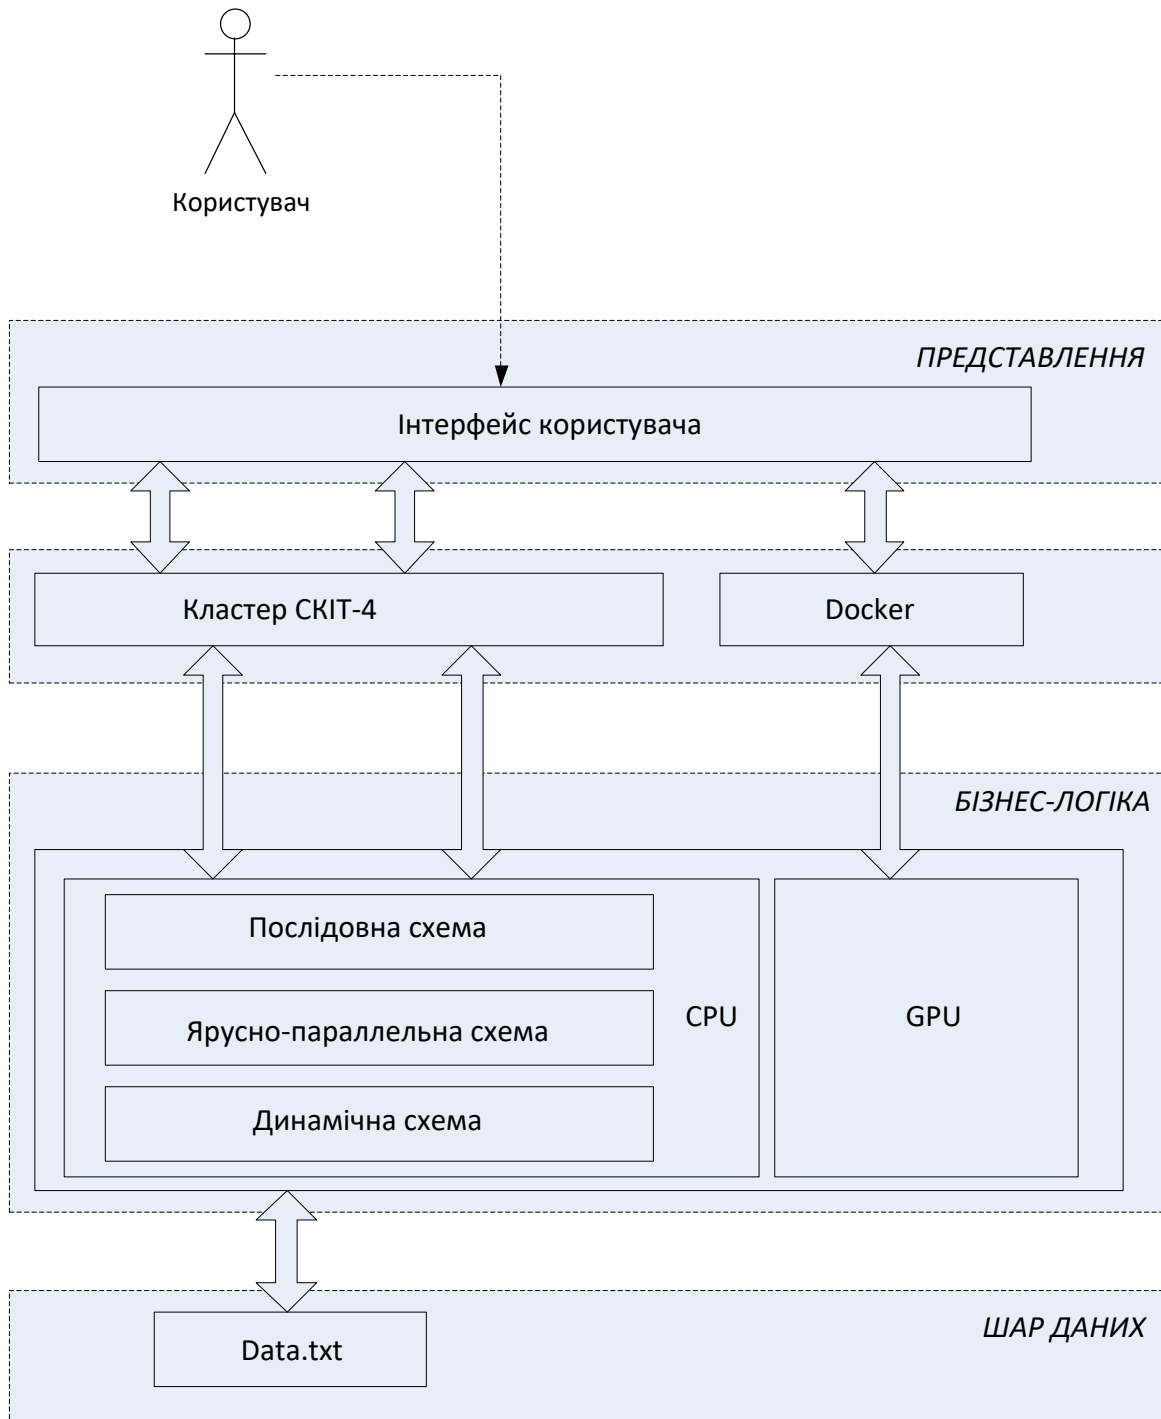 Користувач
ПРЕДСТАВЛЕННЯ
Інтерфейс користувача
Кластер СКІТ-4
Docker
БІЗНЕС-ЛОГІКА
Послідовна схема
Ярусно-параллельна схема
CPU
GPU
Динамічна схема
ШАР ДАНИХ
Data.txt